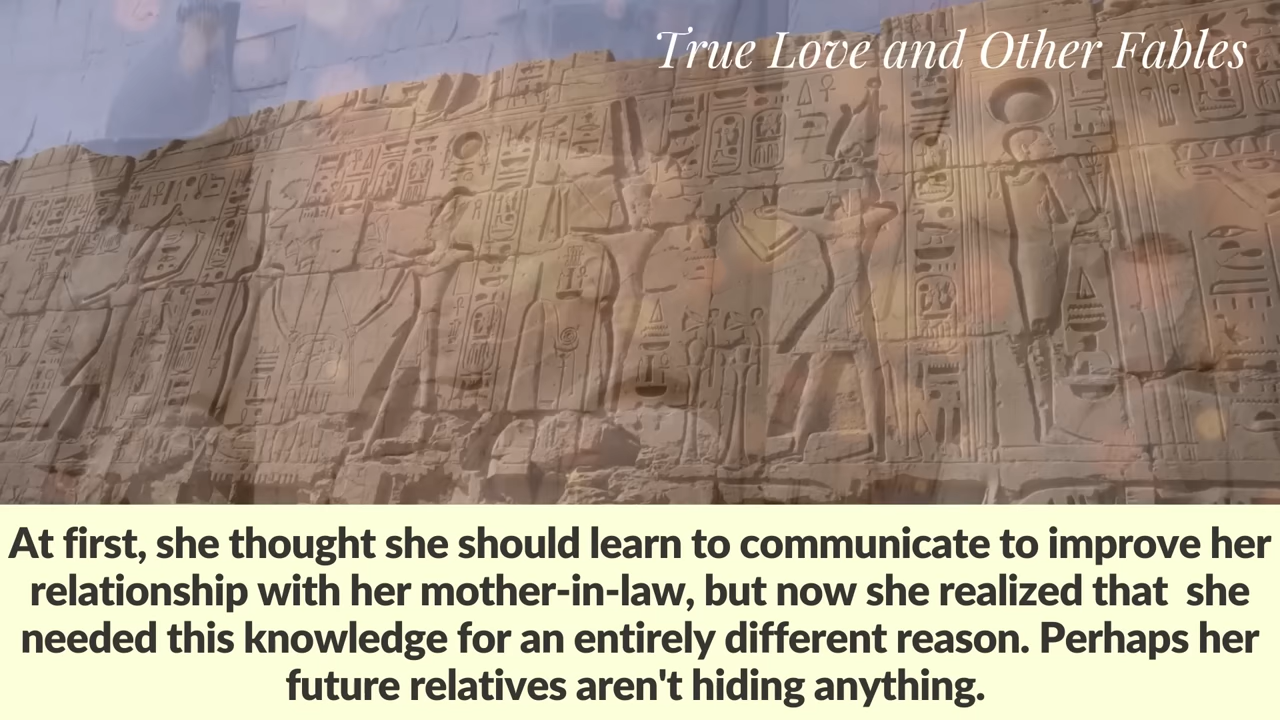 True Love and Other Fables
At first, she thought she should learn to communicate to improve her
relationship with her mother-in-law, but now she realized that  she
needed this knowledge for an entirely different reason. Perhaps her
future relatives aren't hiding anything.